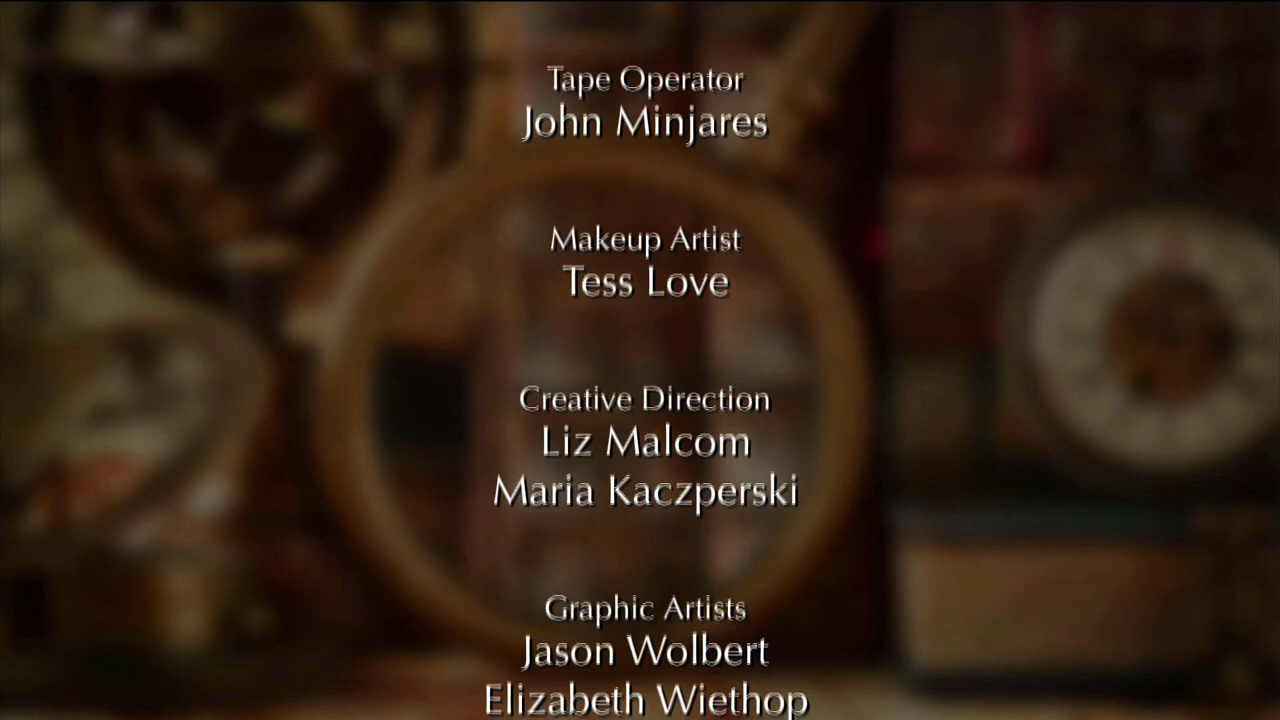 Tape Operator
John Minjares
Makeup Artist
Tess Love
Creative Direction
Liz Malcom
Maria Kaczperski
Graphic Artists
Jason Wolbert
Elizabeth Wiethop